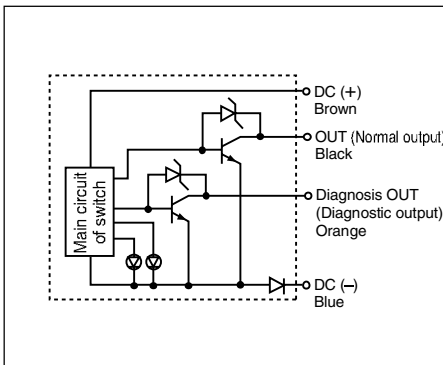 DC (+)
Brown
OUT (Normal output)
Black
Main circuit
of switch
Diagnosis OUT
(Diagnostic output)
Orange
DC (–)
Blue